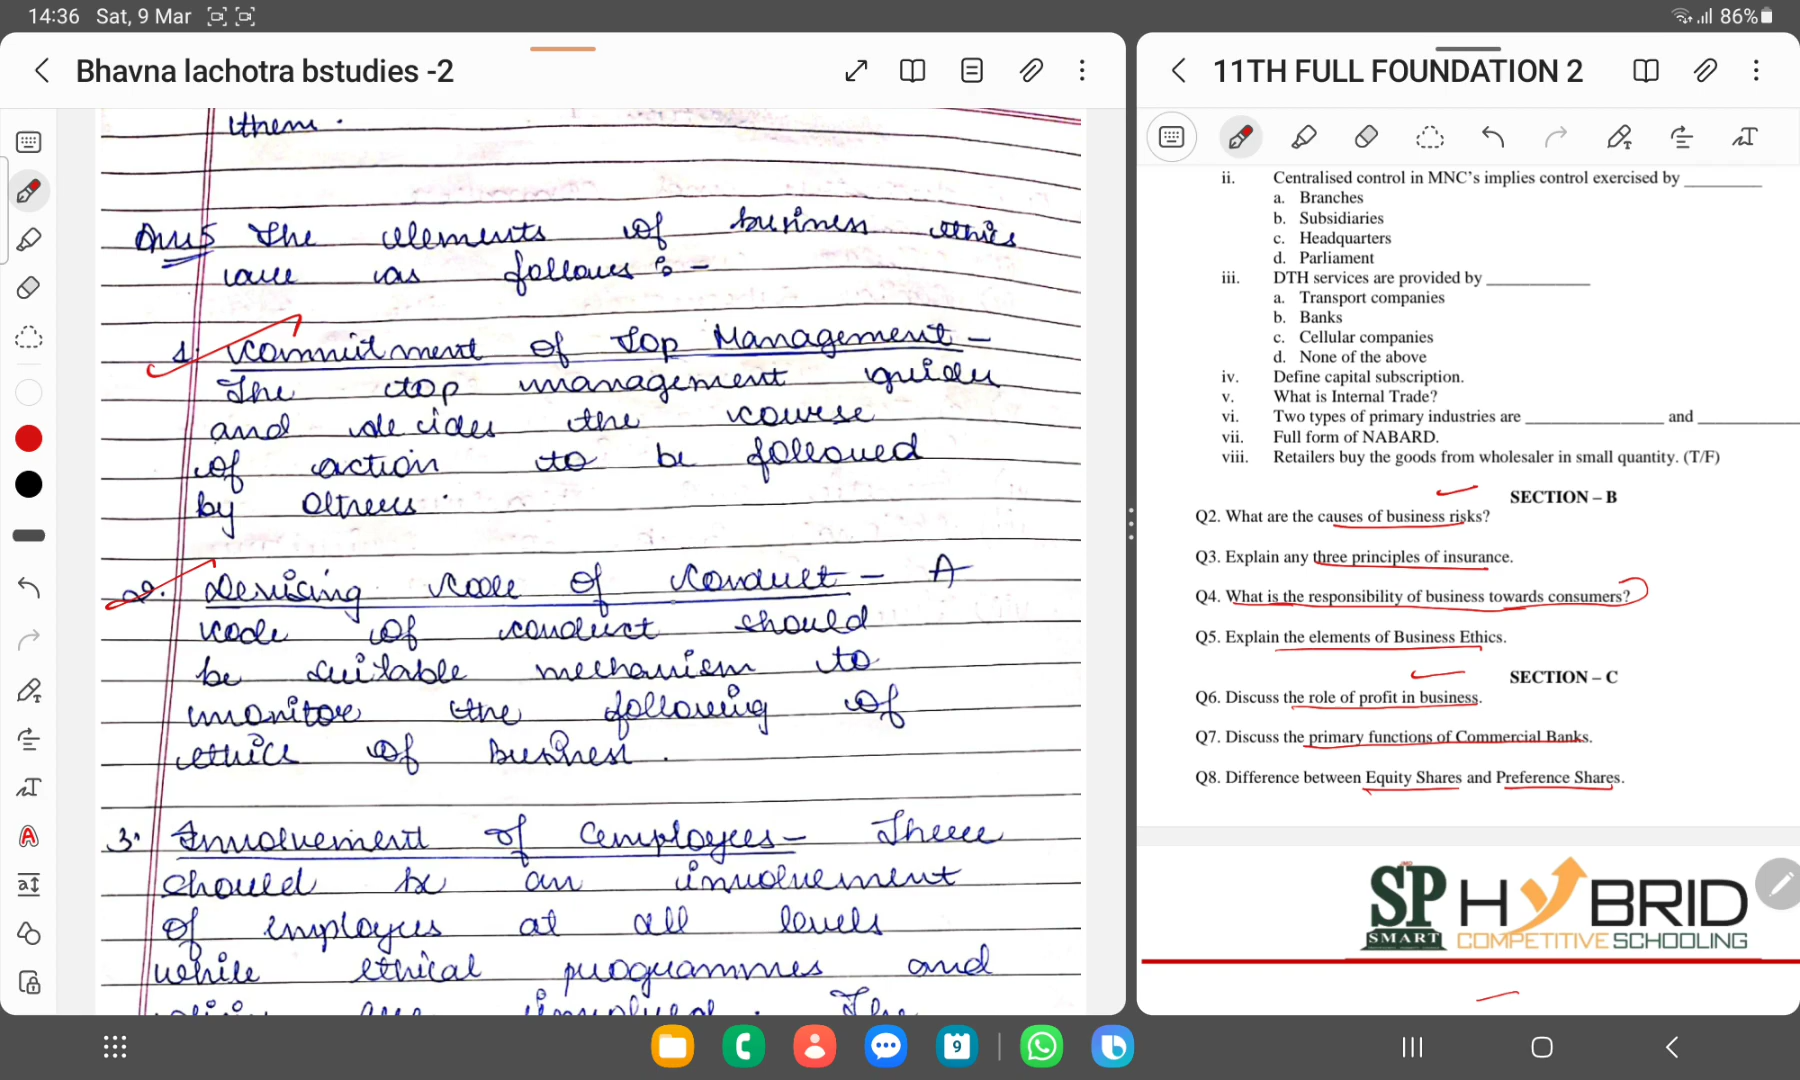 14:36 Sat, 9 Mar
86%
Bhavna lachotra bstudies -2
them.
Ans 5 The elements of business ethics
are as follows :-
1. Commitment of Top Management -
The top management guides
and decides the course
of action to be followed
by Others.
2. Devising Code of Conduct - A
code of conduct should
be suitable mechanism to
monitor the following of
ethics of Business.
3. Involvement of Employees - There
should be an involvement
of employees at all levels
while ethical programmes and
are involved. The
11TH FULL FOUNDATION 2
ii. Centralised control in MNC's implies control exercised by ________
a. Branches
b. Subsidiaries
c. Headquarters
d. Parliament
iii. DTH services are provided by ___________
a. Transport companies
b. Banks
c. Cellular companies
d. None of the above
iv. Define capital subscription.
v. What is Internal Trade?
vi. Two types of primary industries are ______________ and ___________
vii. Full form of NABARD.
viii. Retailers buy the goods from wholesaler in small quantity. (T/F)
SECTION – B
Q2. What are the causes of business risks?
Q3. Explain any three principles of insurance.
Q4. What is the responsibility of business towards consumers?
Q5. Explain the elements of Business Ethics.
SECTION – C
Q6. Discuss the role of profit in business.
Q7. Discuss the primary functions of Commercial Banks.
Q8. Difference between Equity Shares and Preference Shares.
SP HYBRID
SMART COMPETITIVE SCHOOLING
9